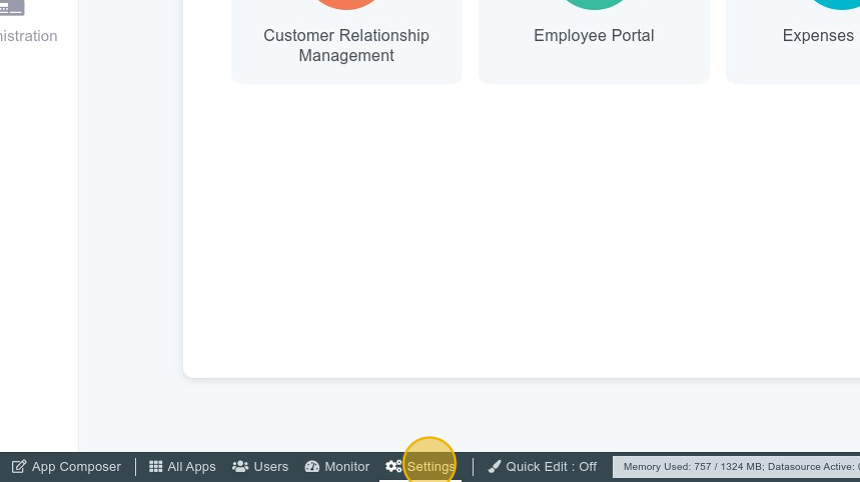 nistration
Customer Relationship
Management
Employee Portal
Expenses
App Composer
All Apps
Users
Monitor
Settings
Quick Edit : Off
Memory Used: 757 / 1324 MB; Datasource Active: